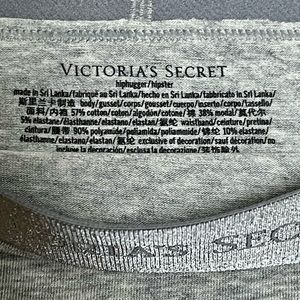 VICTORIA'S SECRET
hiphugger/hipster
made in Sri Lanka/fabriqué au Sri Lanka/hecho en Sri Lanka/fabbricato in Sri Lanka/
斯里兰卡制造 body/gusset/corps/gousset/cuerpo/inserto/corpo/tassello/
面料/内裆 57% cotton/coton/algodón/cotone/棉 38% modal/莫代尔
5% elastane/élasthanne/elastano/elastan/氨纶 waistband/ceinture/pretina/
cintura/腰带 90% polyamide/poliamida/poliammide/锦纶 10% elastane/
élasthanne/elastano/elastan/氨纶 exclusive of decoration/sauf décoration/no
incluye la decoración/esclusa la decorazione/装饰除外
IA'S SEC